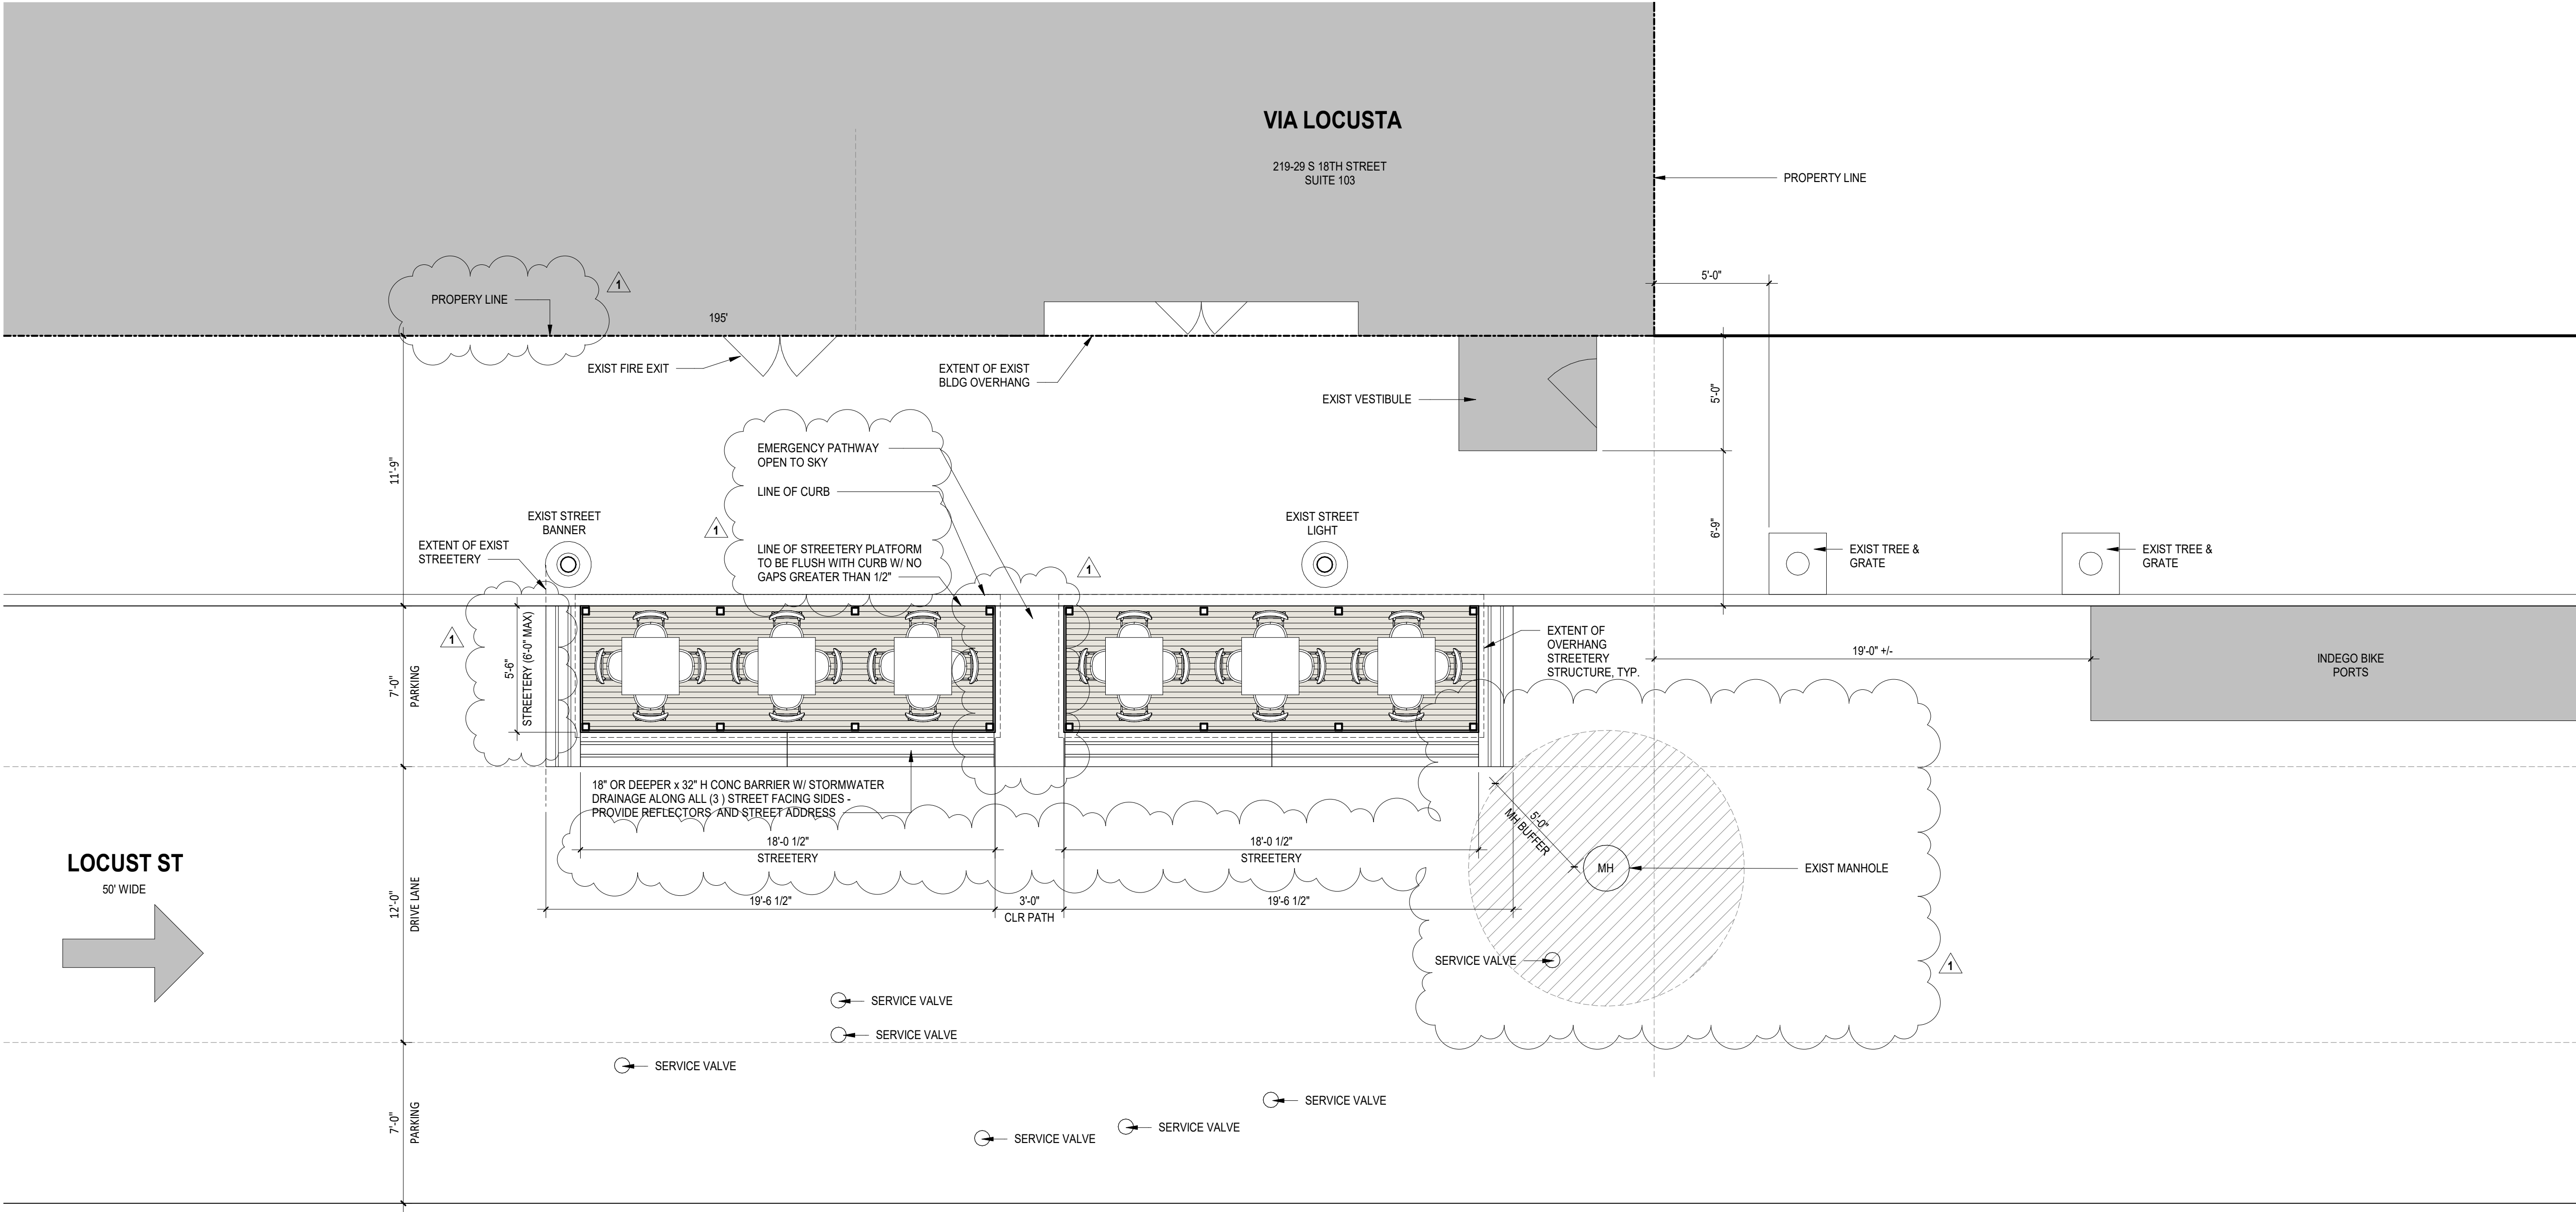 VIA LOCUSTA
219-29 S 18TH STREET
SUITE 103
PROPERTY LINE
5'-0"
PROPERY LINE
1
195'
EXIST FIRE EXIT
EXTENT OF EXIST
BLDG OVERHANG
EXIST VESTIBULE
5'-0"
11'-9"
EMERGENCY PATHWAY
OPEN TO SKY
LINE OF CURB
1
LINE OF STREETERY PLATFORM
TO BE FLUSH WITH CURB W/ NO
GAPS GREATER THAN 1/2"
EXIST STREET
BANNER
EXTENT OF EXIST
STREETERY
EXIST STREET
LIGHT
6'-9"
EXIST TREE &
GRATE
EXIST TREE &
GRATE
1
1
5'-6"
STREETERY (6'-0" MAX)
7'-0"
PARKING
EXTENT OF
OVERHANG
STREETERY
STRUCTURE, TYP.
19'-0" +/-
INDEGO BIKE
PORTS
18" OR DEEPER x 32" H CONC BARRIER W/ STORMWATER
DRAINAGE ALONG ALL (3 ) STREET FACING SIDES -
PROVIDE REFLECTORS  AND STREET ADDRESS
5'-0"
MH BUFFER
18'-0 1/2"
STREETERY
18'-0 1/2"
STREETERY
LOCUST ST
50' WIDE
MH
EXIST MANHOLE
12'-0"
DRIVE LANE
19'-6 1/2"
3'-0"
CLR PATH
19'-6 1/2"
SERVICE VALVE
1
SERVICE VALVE
SERVICE VALVE
SERVICE VALVE
SERVICE VALVE
SERVICE VALVE
SERVICE VALVE
7'-0"
PARKING